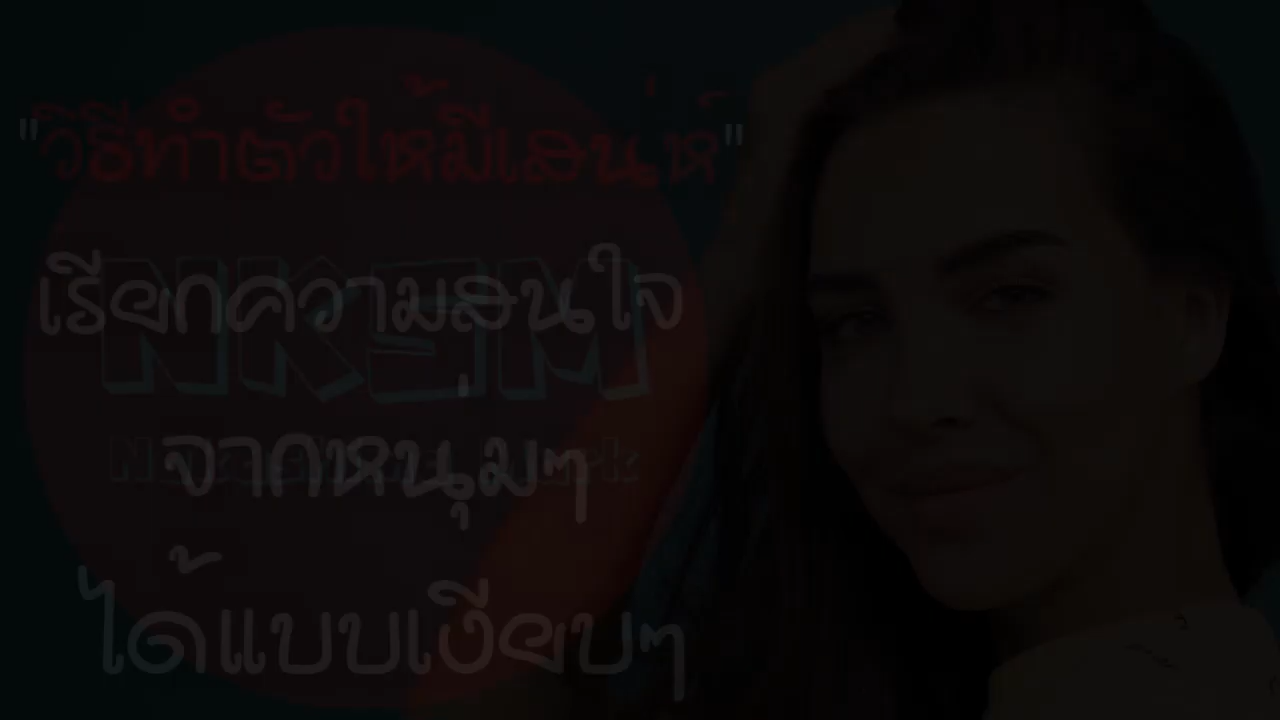 "วิธีทำตัวให้มีเสน่ห์"
เรียกความสนใจ
NKSM
จากหนุ่มๆ
ได้แบบเงียบๆ